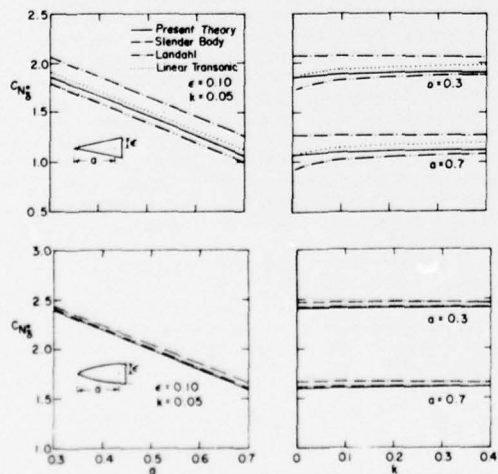 2.5
2.0
C_Nδ̈
1.5
1.0
0.5
Present Theory
Slender Body
Landahl
Linear Transonic
ε = 0.10
k = 0.05
ε
a
a = 0.3
a = 0.7
3.0
2.5
C_Nδ̈
2.0
1.5
1.0
ε
a
ε = 0.10
k = 0.05
0.3 0.4 0.5 0.6 0.7
a
a = 0.3
a = 0.7
0 0.1 0.2 0.3 0.4
k